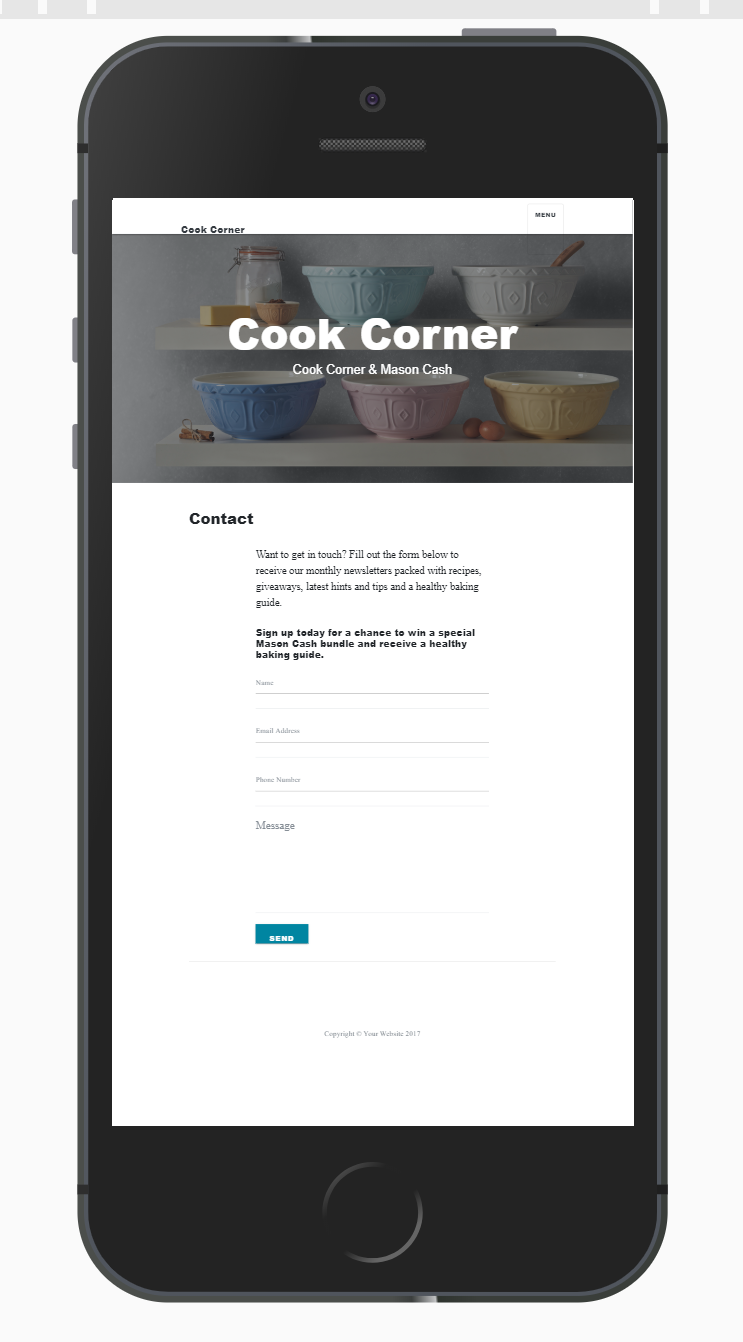 MENU
Cook Corner
Cook Corner
Cook Corner & Mason Cash
Contact
Want to get in touch? Fill out the form below to
receive our monthly newsletters packed with recipes,
giveaways, latest hints and tips and a healthy baking
guide.
Sign up today for a chance to win a special
Mason Cash bundle and receive a healthy
baking guide.
Name
Email Address
Phone Number
Message
SEND
Copyright © Your Website 2017